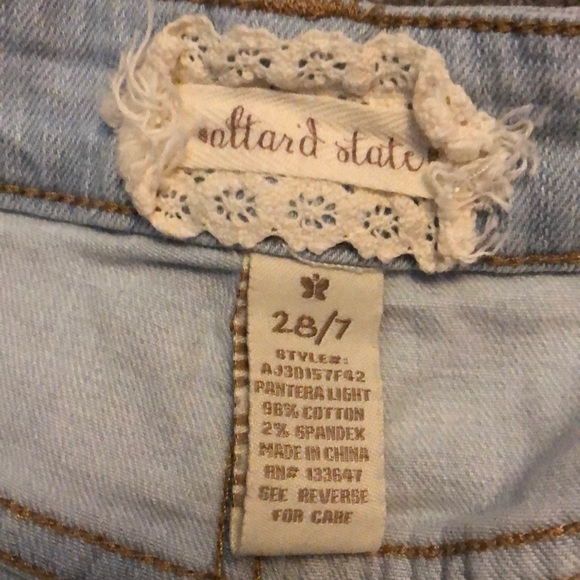 altar'd state
28/7
STYLE#:
AJ30157F42
PANTERA LIGHT
98% COTTON
2% SPANDEX
MADE IN CHINA
RN# 133647
SEE REVERSE
FOR CARE